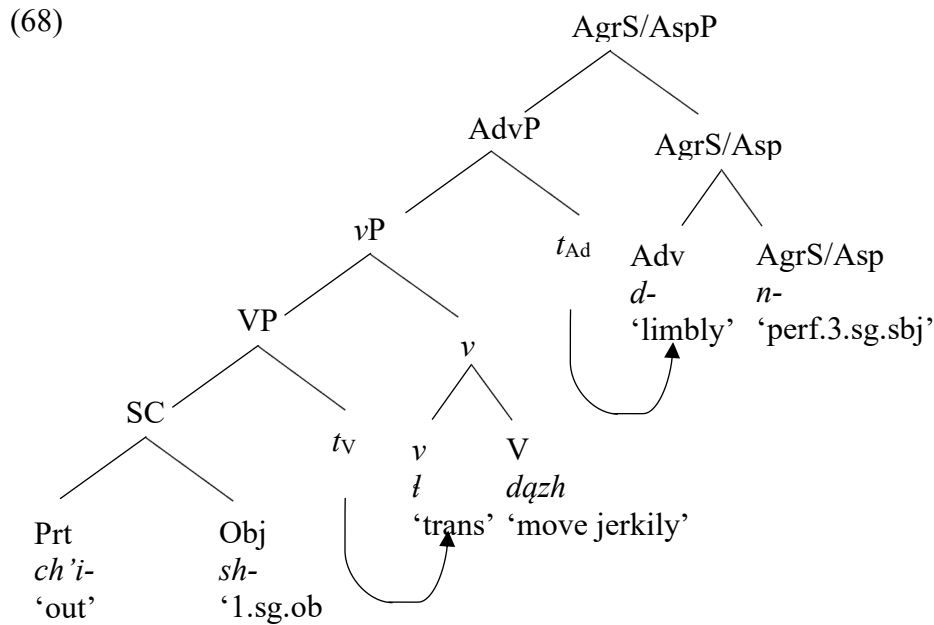 (68)
AgrS/AspP
AdvP AgrS/Asp
vP tAd Adv AgrS/Asp
d- n-
‘limbly’ ‘perf.3.sg.sbj’
VP v
SC tV v V
ł dązh
‘trans’ ‘move jerkily’
Prt Obj
ch’i- sh-
‘out’ ‘1.sg.ob